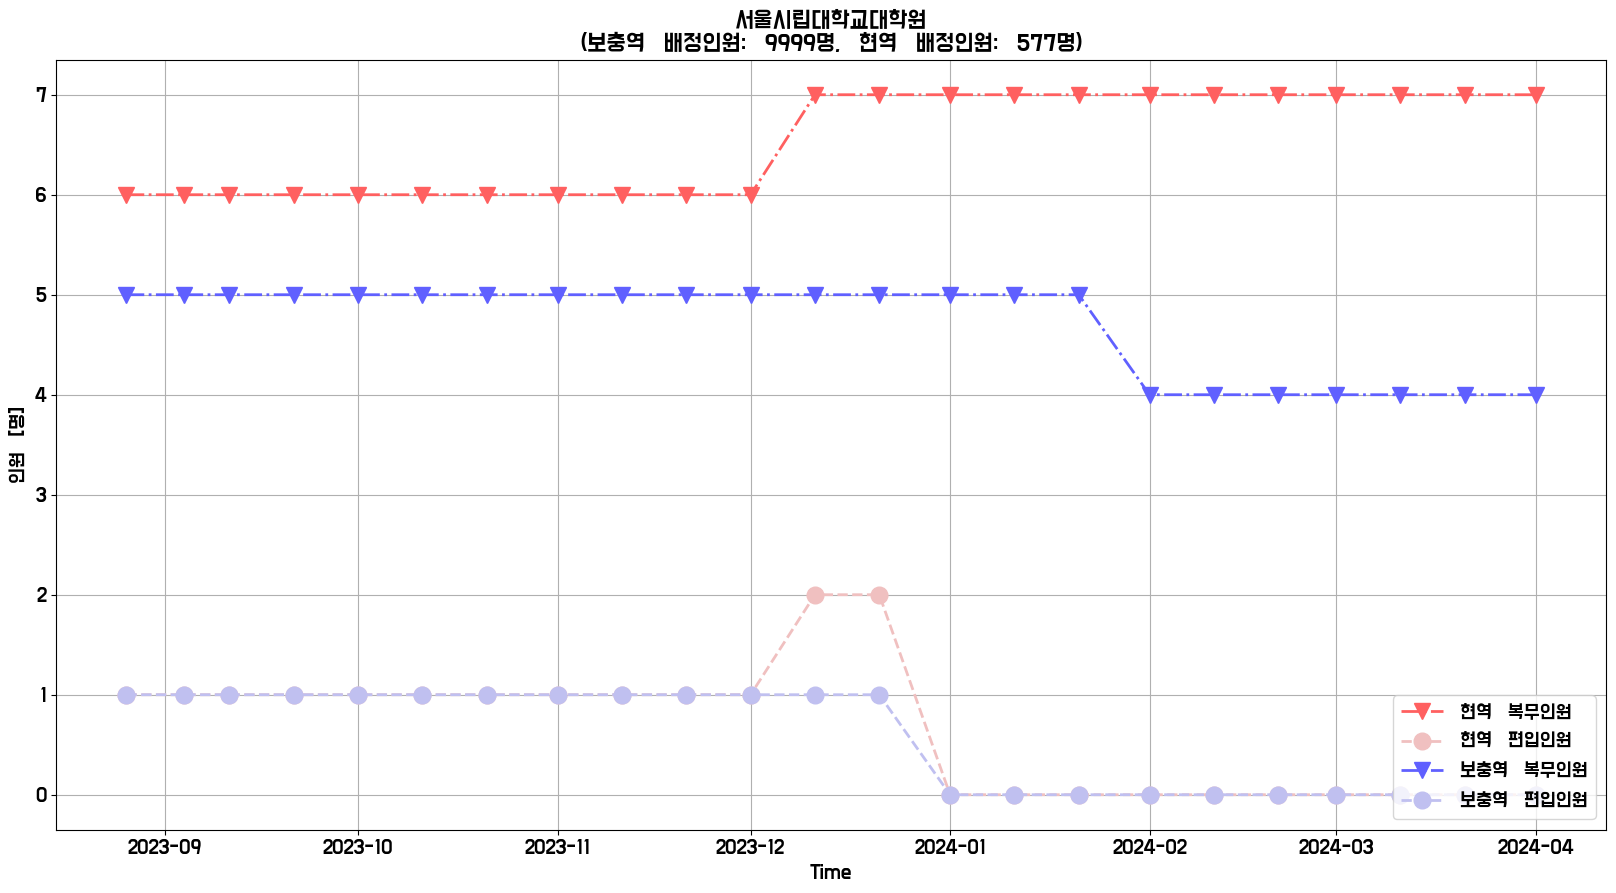 서울시립대학교대학원
(보충역 배정인원: 9999명, 현역 배정인원: 577명)
7
6
5
4
3
2
1
0
인원 [명]
2023-09
2023-10
2023-11
2023-12
2024-01
2024-02
2024-03
2024-04
Time
현역 복무인원
현역 편입인원
보충역 복무인원
보충역 편입인원